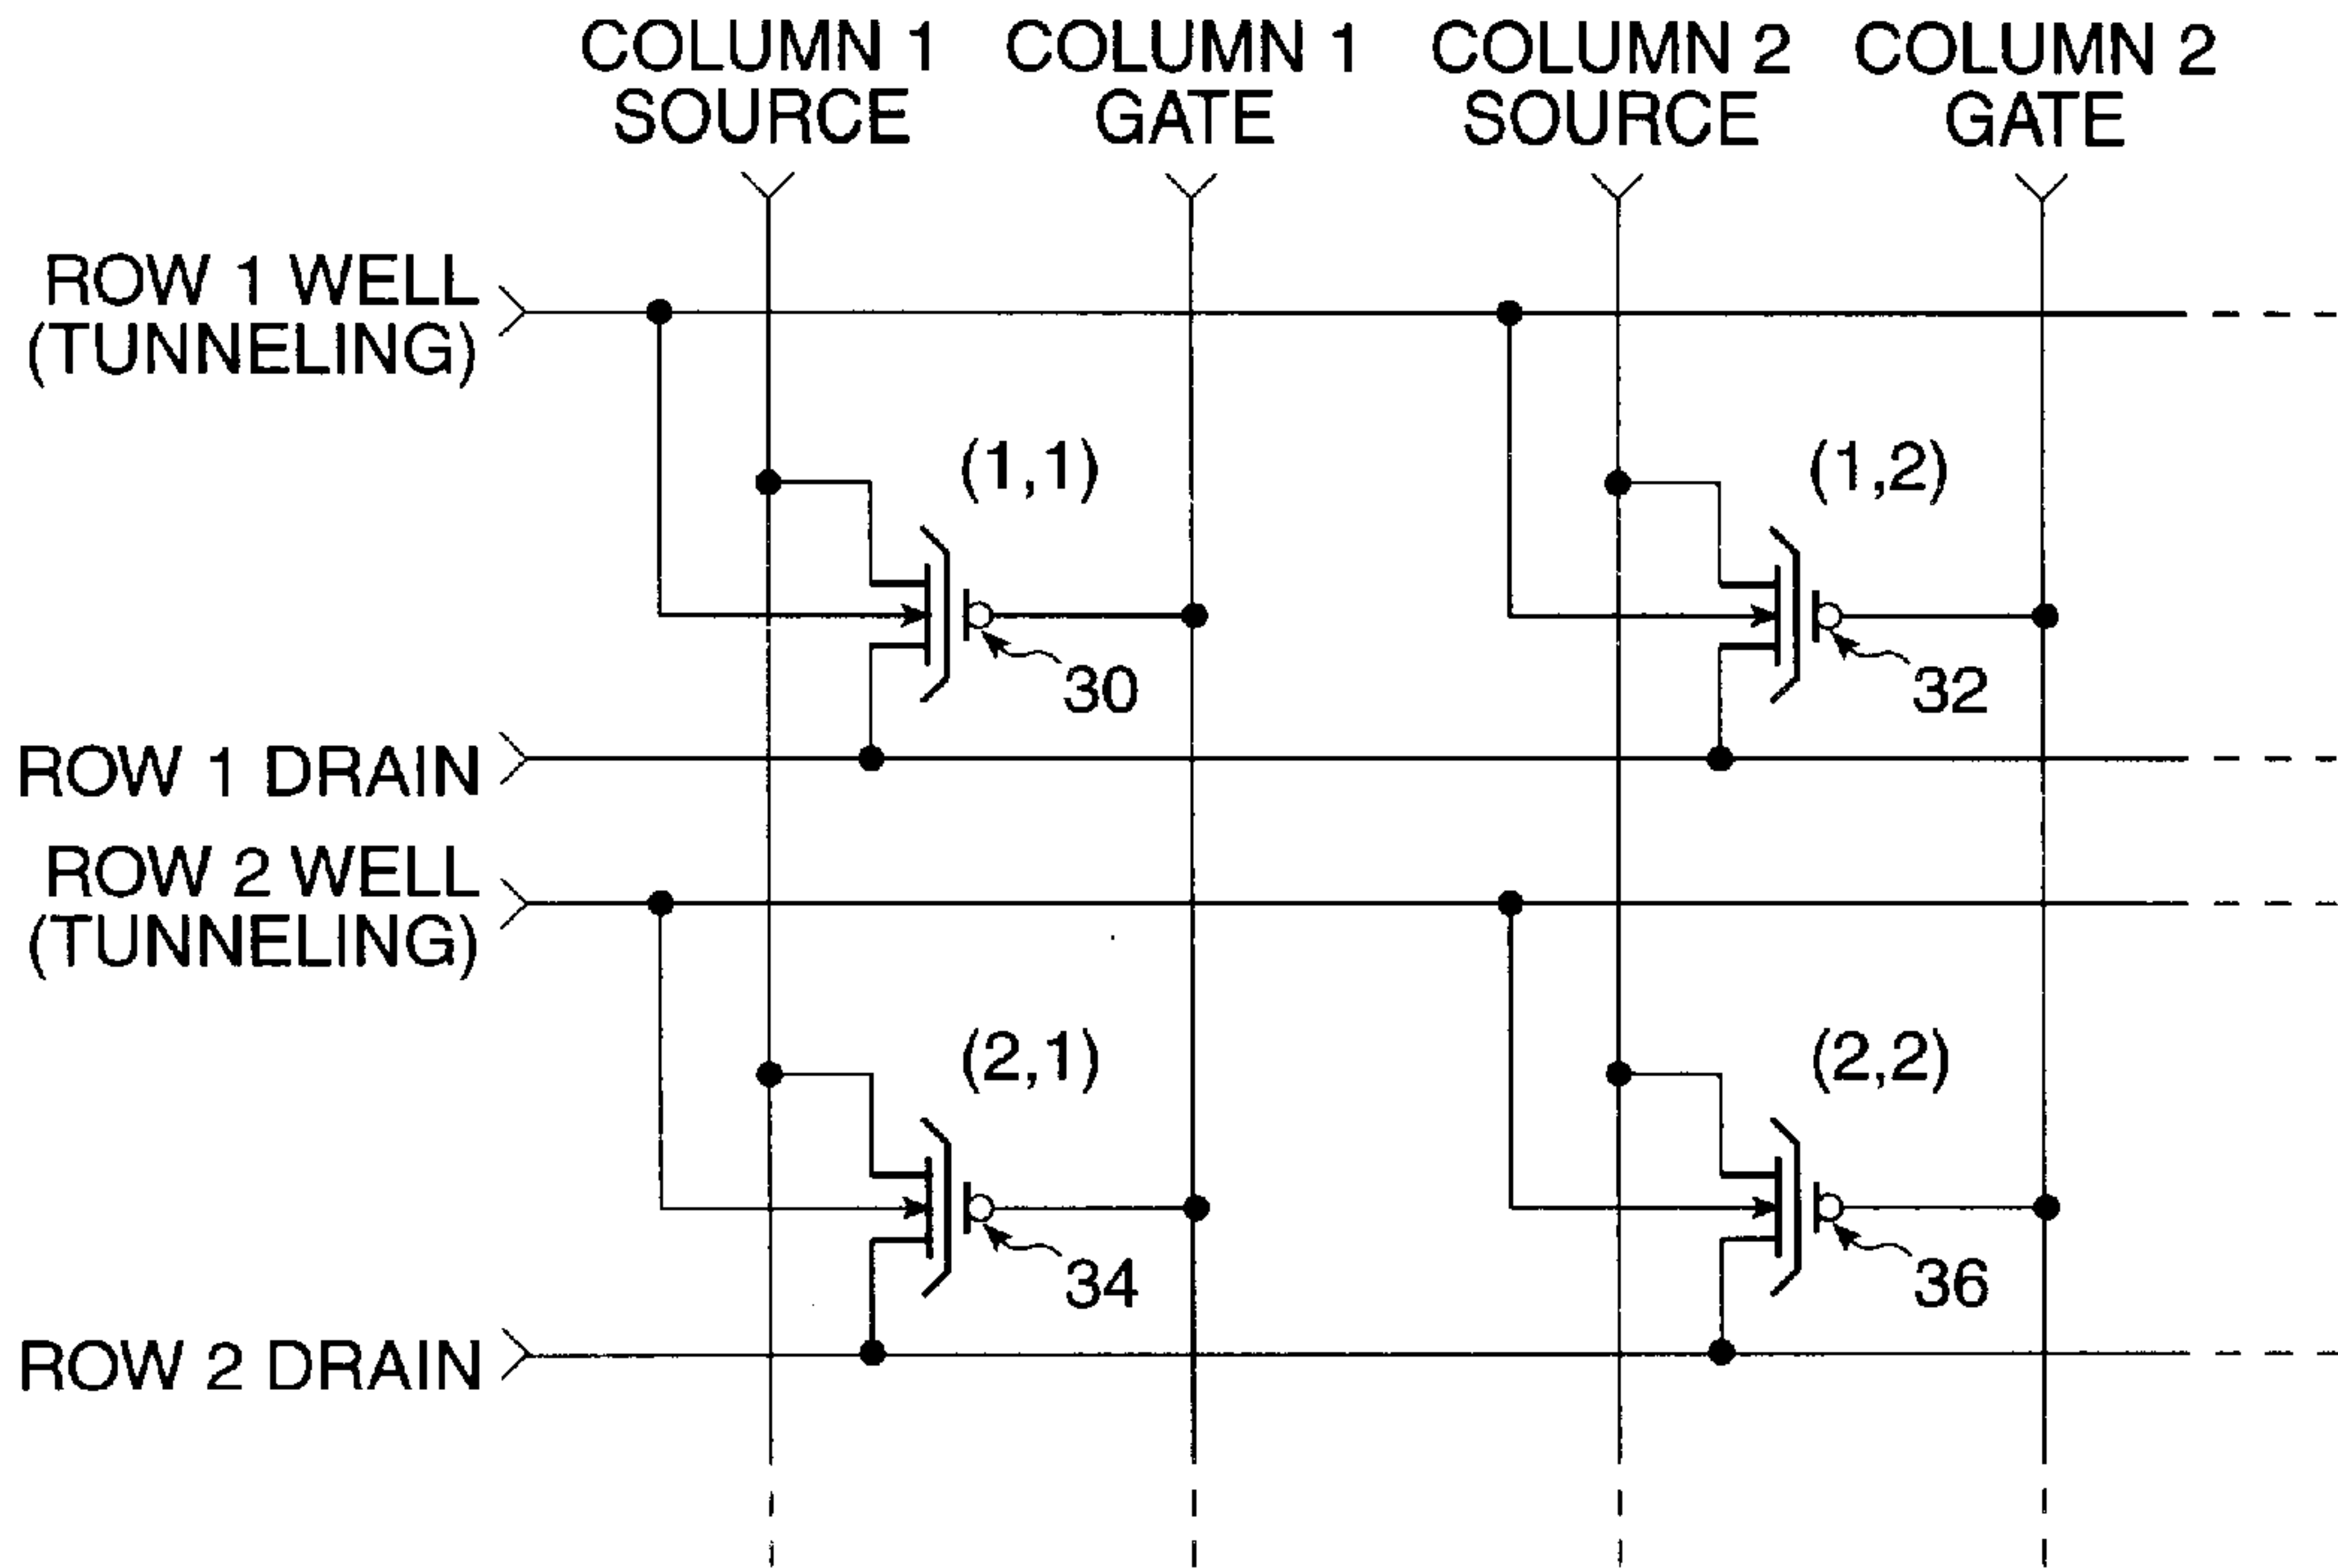 COLUMN 1 COLUMN 1 COLUMN 2 COLUMN 2
SOURCE GATE SOURCE GATE
ROW 1 WELL
(TUNNELING)
(1,1) (1,2)
30 32
ROW 1 DRAIN
ROW 2 WELL
(TUNNELING)
(2,1) (2,2)
34 36
ROW 2 DRAIN